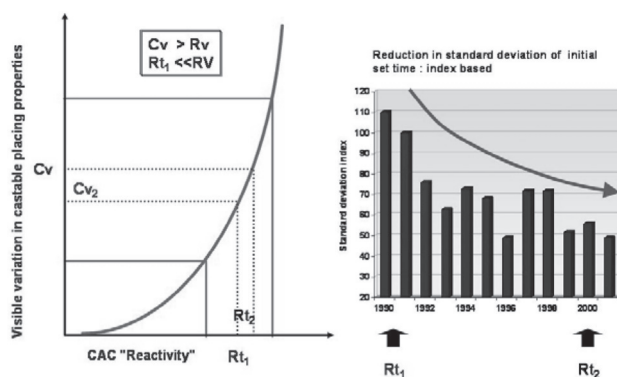 Visible variation in castable placing properties
Cv > Rv
Rt1 <<RV
Cv
Cv2
Rt2
CAC "Reactivity"
Rt1
Reduction in standard deviation of initial
set time : index based
Standard deviation index
120
110
100
90
80
70
60
50
40
30
20
1990
1992
1994
1996
1998
2000
Rt1
Rt2